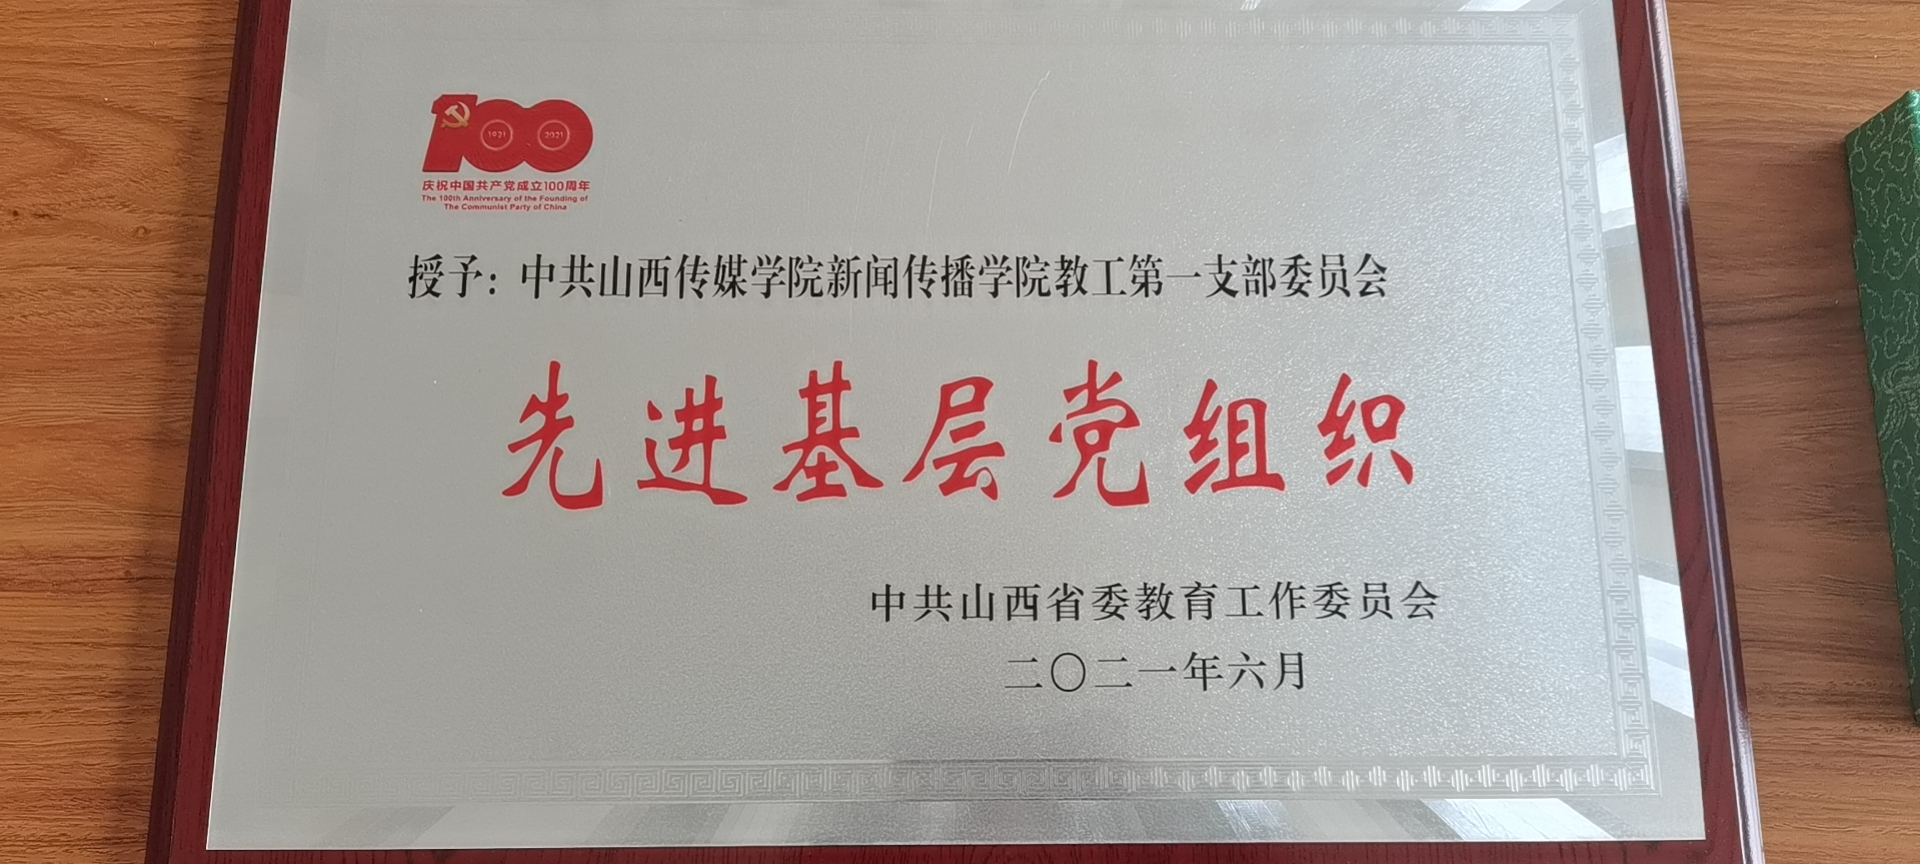 100
1921 2021
庆祝中国共产党成立100周年
The 100th Anniversary of the Founding of
The Communist Party of China
授予：中共山西传媒学院新闻传播学院教工第一支部委员会
先进基层党组织
中共山西省委教育工作委员会
二〇二一年六月